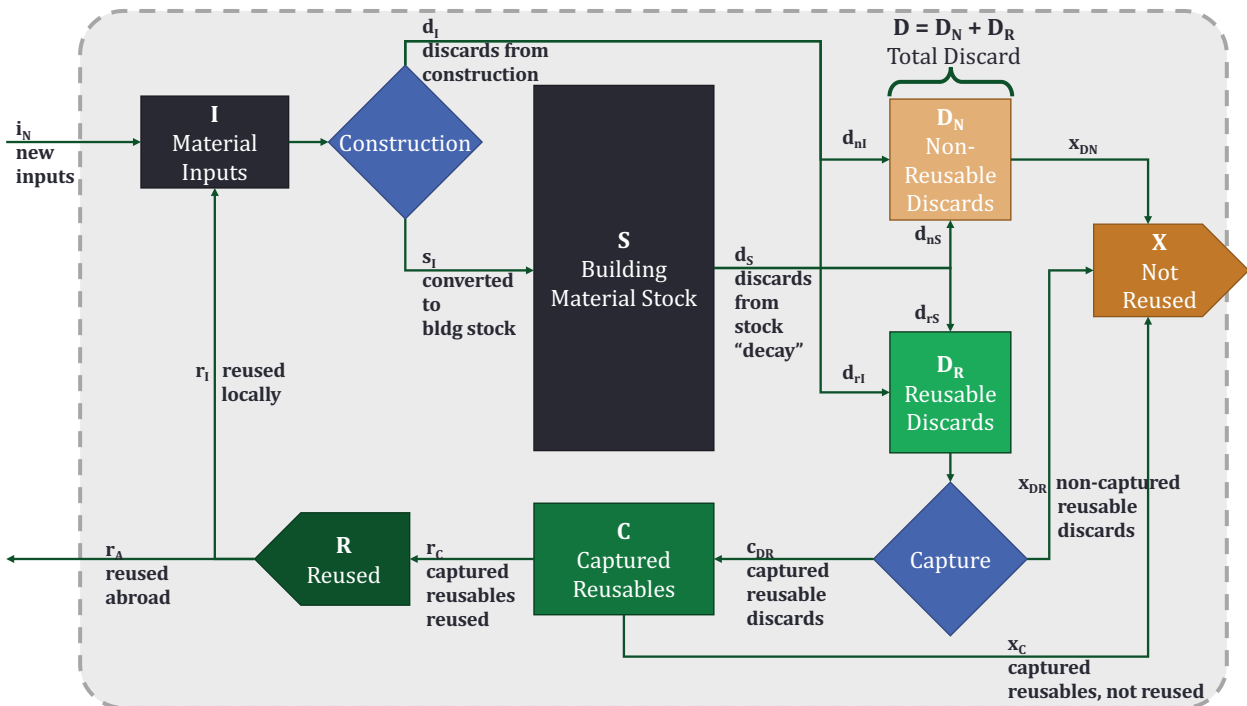 d_I
discards from
construction
D = D_N + D_R
Total Discard
i_N
new
inputs
I
Material
Inputs
Construction
d_nI
D_N
Non-
Reusable
Discards
x_DN
s_I
converted
to
bldg stock
S
Building
Material Stock
d_S
discards
from
stock
“decay”
d_nS
d_rS
X
Not
Reused
r_I reused
locally
d_rI
D_R
Reusable
Discards
x_DR non-captured
reusable
discards
r_A
reused
abroad
R
Reused
r_C
captured
reusables
reused
C
Captured
Reusables
c_DR
captured
reusable
discards
Capture
x_C
captured
reusables, not reused